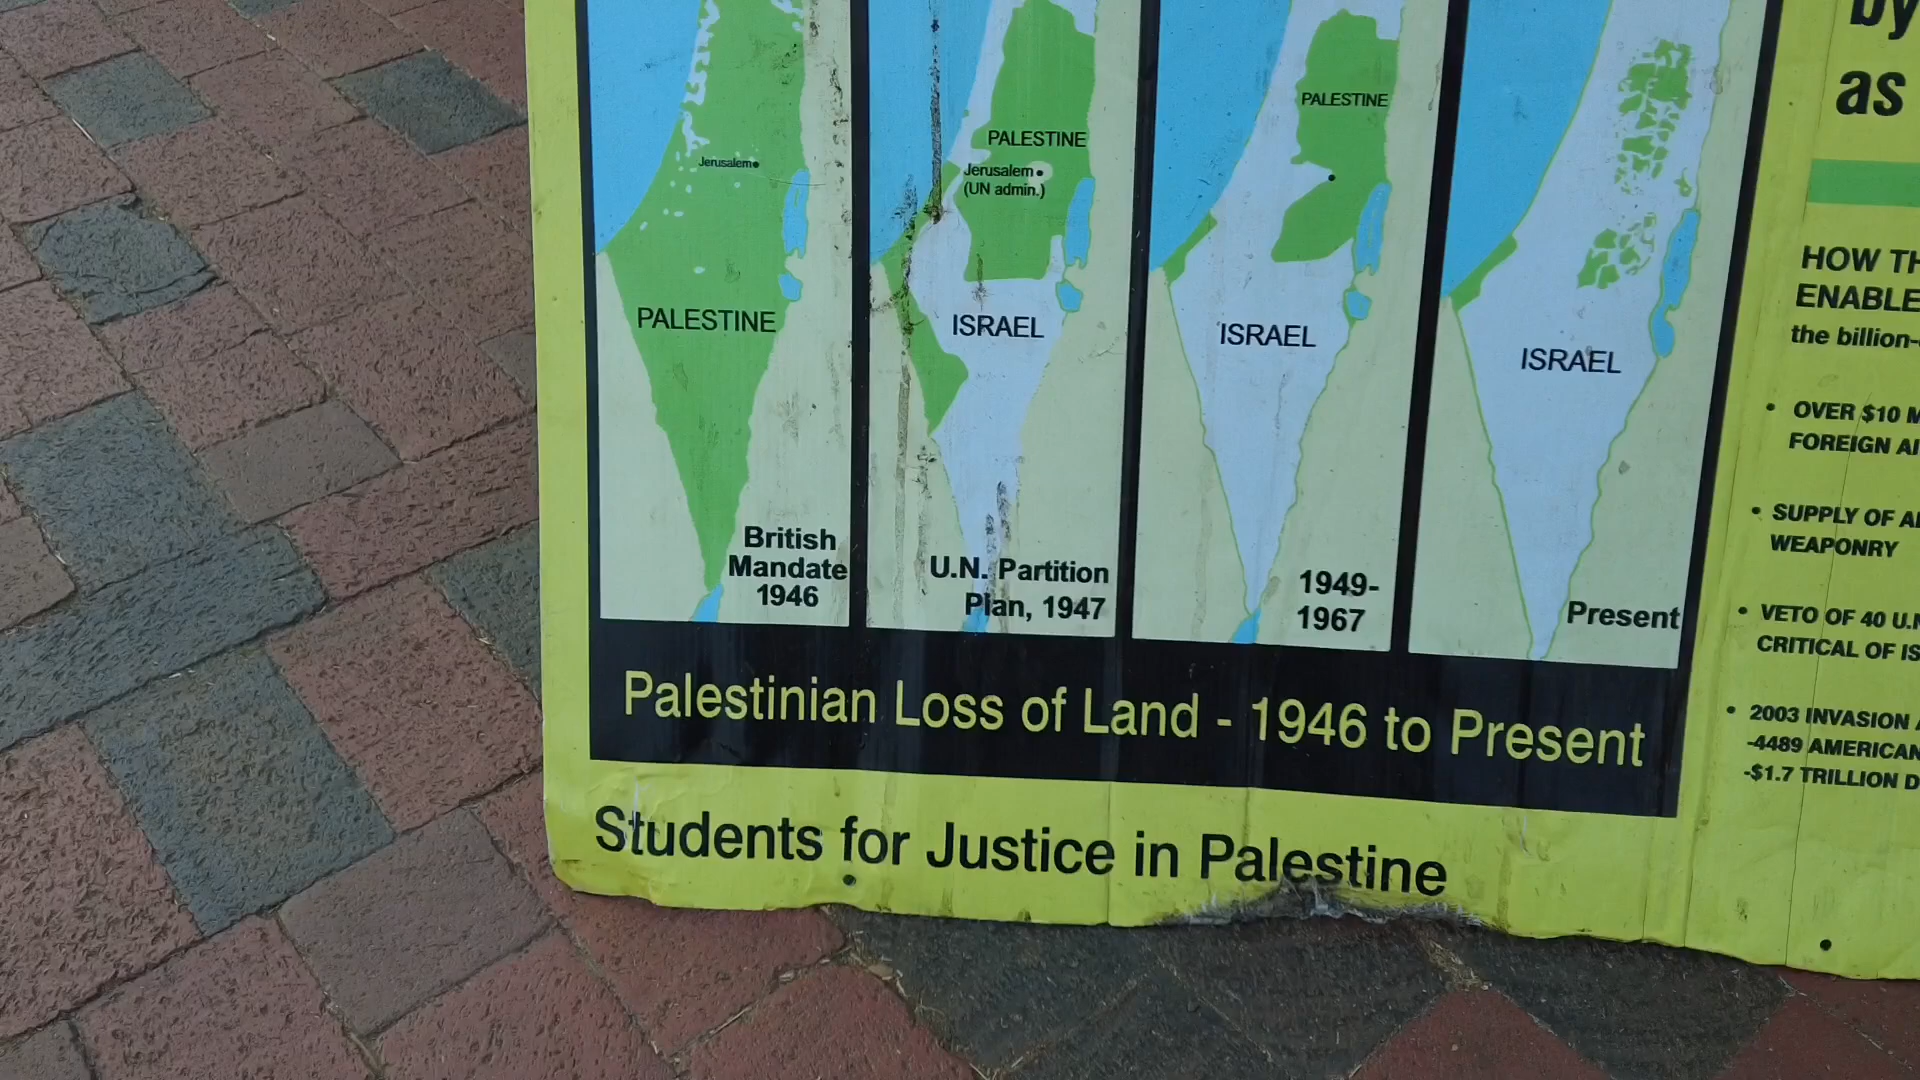 Jerusalem
PALESTINE
British
Mandate
1946
PALESTINE
Jerusalem
(UN admin.)
ISRAEL
U.N. Partition
Plan, 1947
PALESTINE
ISRAEL
1949-
1967
ISRAEL
Present
Palestinian Loss of Land - 1946 to Present
Students for Justice in Palestine
by
as
HOW
ENABLE
the billion-
• OVER $10
FOREIGN
• SUPPLY OF
WEAPONRY
• VETO OF 40
CRITICAL OF
• 2003 INVASION
-4489 AMERICAN
-$1.7 TRILLION